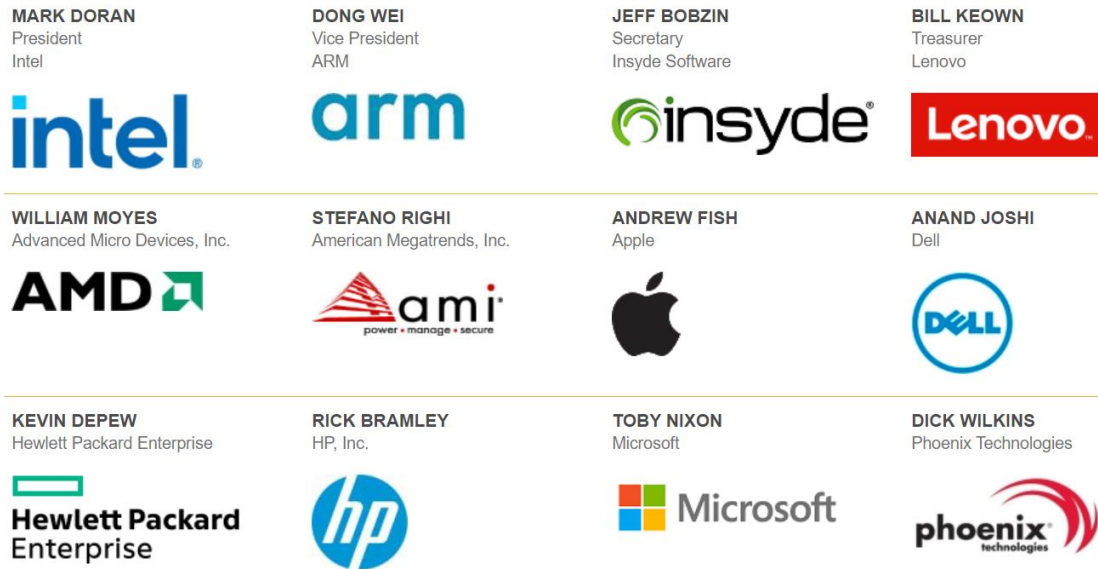 MARK DORAN
President
Intel
intel®
DONG WEI
Vice President
ARM
arm
JEFF BOBZIN
Secretary
Insyde Software
insyde®
BILL KEOWN
Treasurer
Lenovo
Lenovo™
WILLIAM MOYES
Advanced Micro Devices, Inc.
AMD
STEFANO RIGHI
American Megatrends, Inc.
ami
power • manage • secure
ANDREW FISH
Apple
ANAND JOSHI
Dell
DELL
KEVIN DEPEW
Hewlett Packard Enterprise
Hewlett Packard
Enterprise
RICK BRAMLEY
HP, Inc.
hp
TOBY NIXON
Microsoft
Microsoft
DICK WILKINS
Phoenix Technologies
phoenix®
technologies